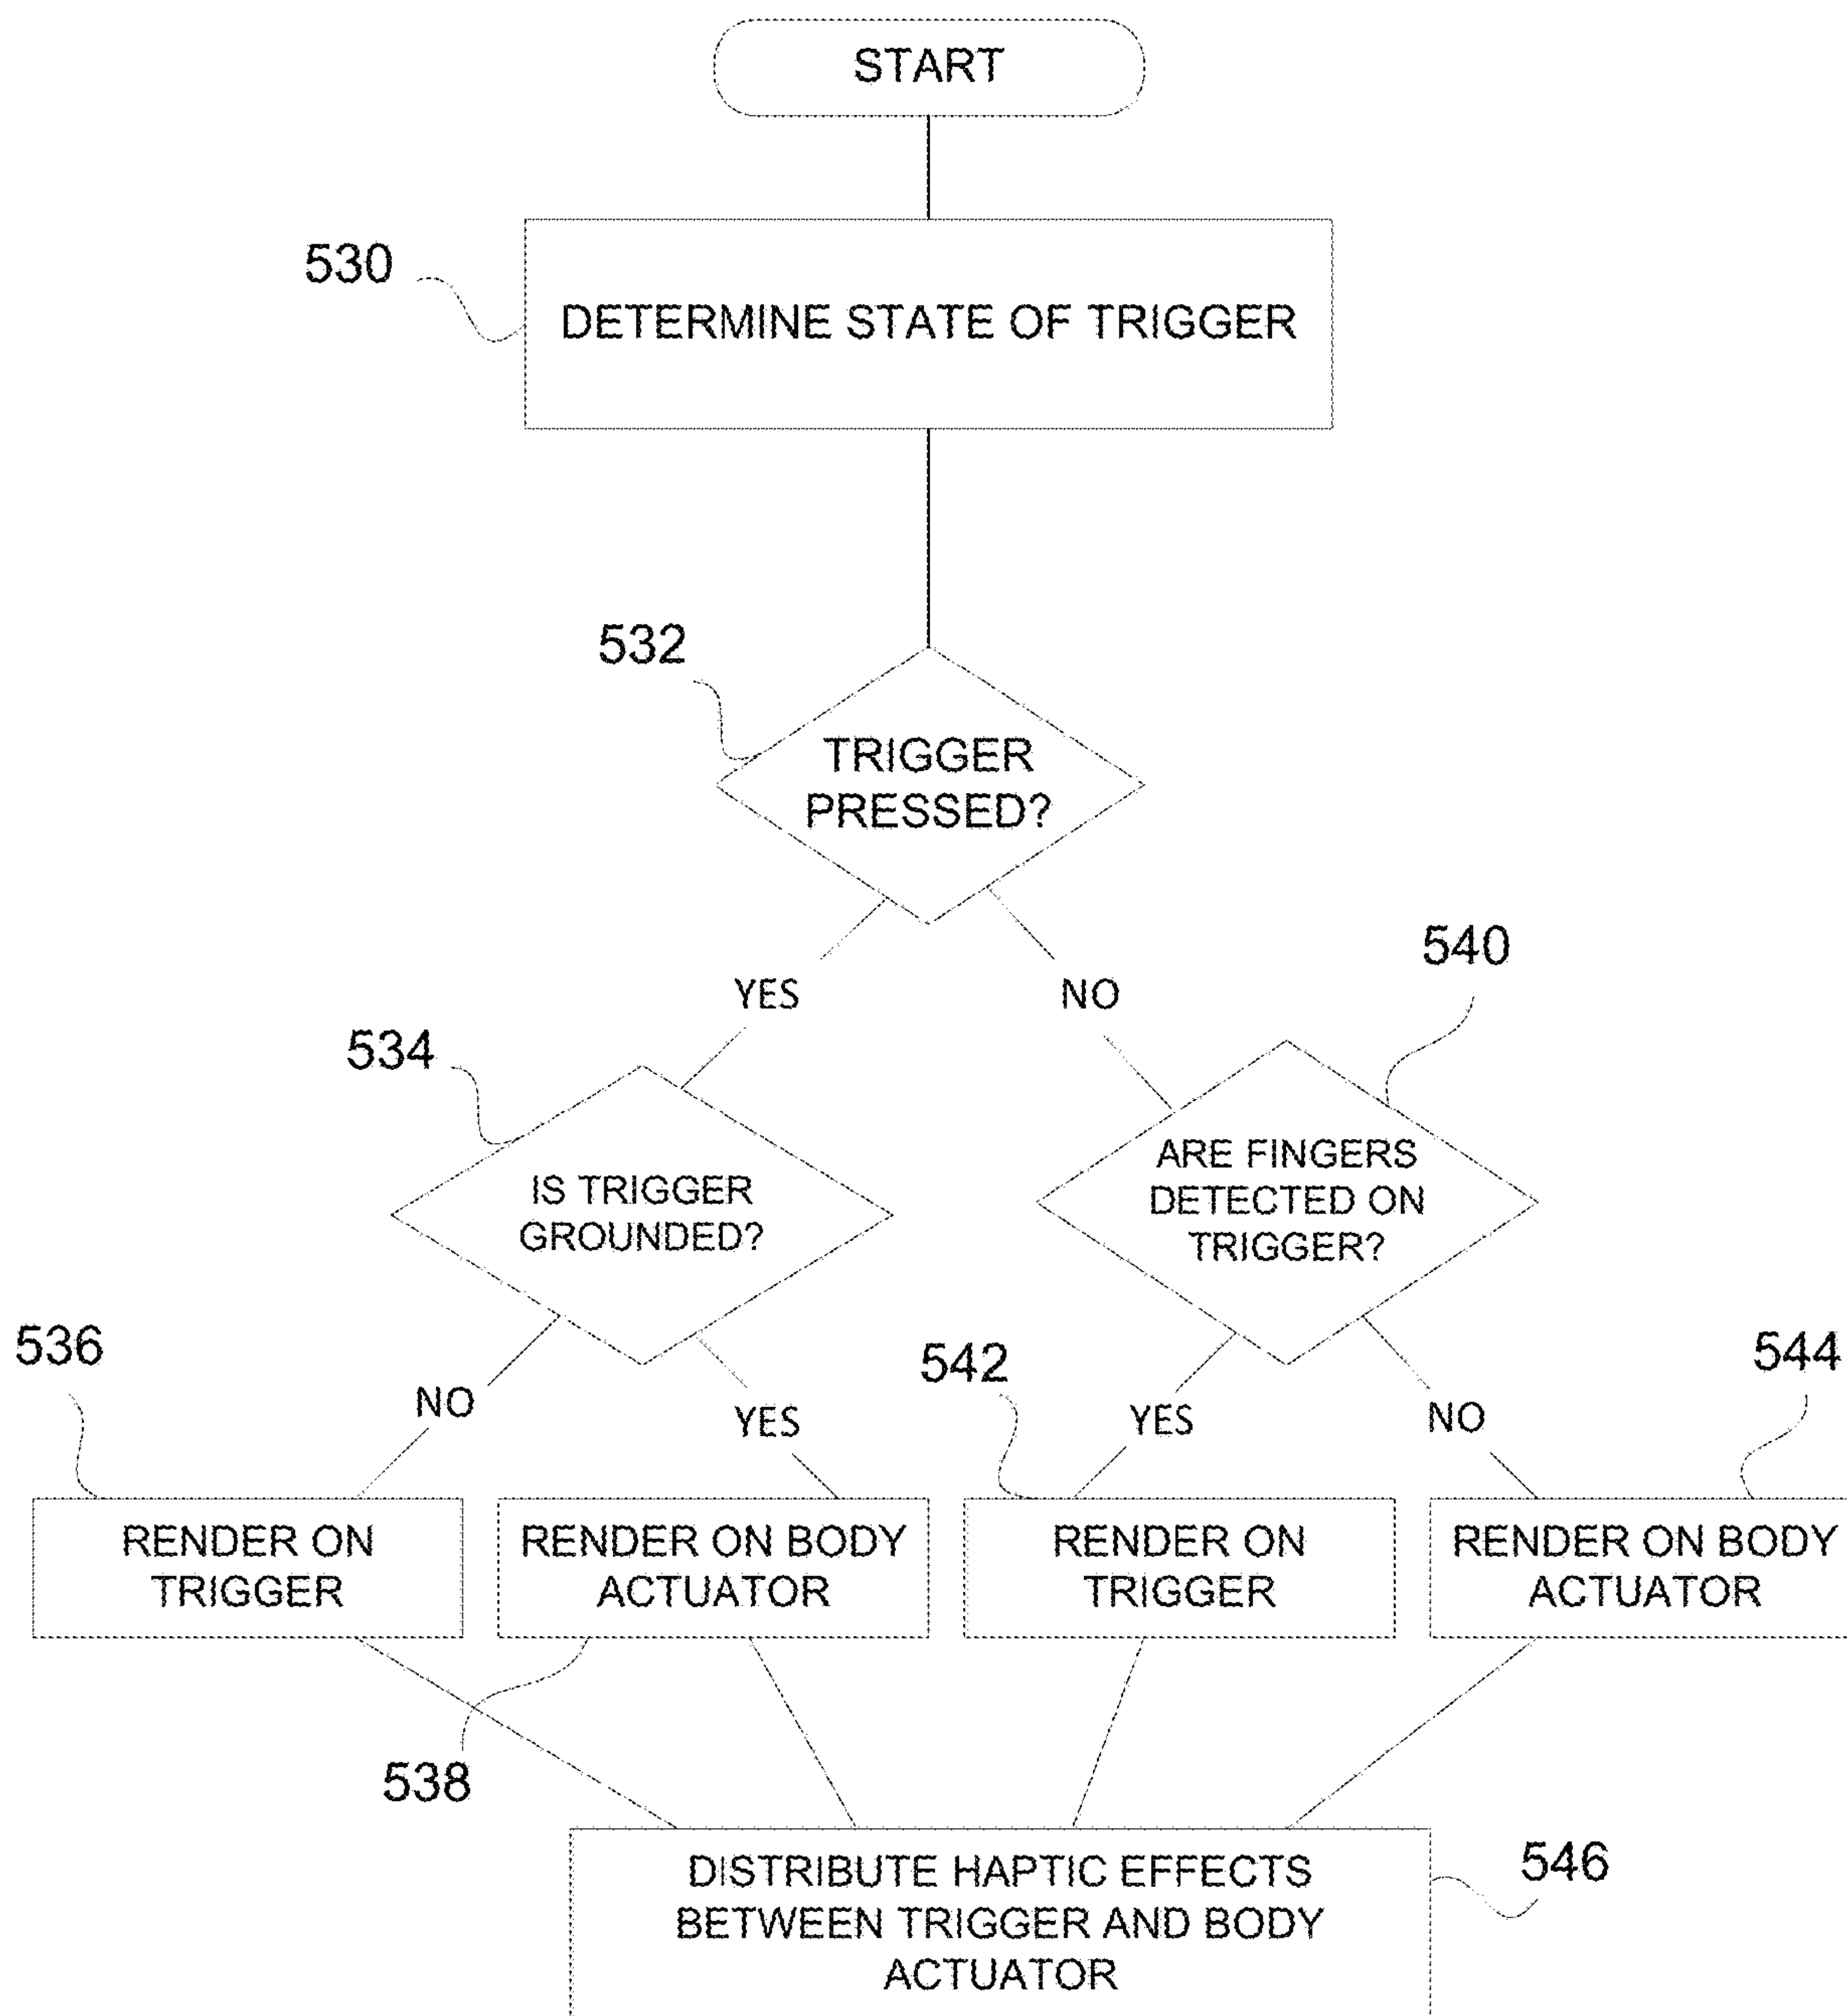 START
530
DETERMINE STATE OF TRIGGER
532
TRIGGER
PRESSED?
YES
NO
540
534
IS TRIGGER
GROUNDED?
ARE FINGERS
DETECTED ON
TRIGGER?
536
NO
YES
542
YES
NO
544
RENDER ON
TRIGGER
RENDER ON BODY
ACTUATOR
RENDER ON
TRIGGER
RENDER ON BODY
ACTUATOR
538
DISTRIBUTE HAPTIC EFFECTS
BETWEEN TRIGGER AND BODY
ACTUATOR
546